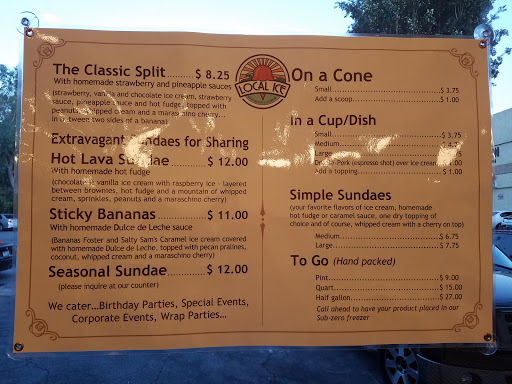 The Classic Split........$ 8.25
With homemade strawberry and pineapple sauces
(strawberry, vanilla and chocolate ice cream, strawberry
sauce, pineapple sauce and hot fudge, topped with
peanuts, whipped cream and a maraschino cherry...
in between two sides of a banana)
Extravagant Sundaes for Sharing
Hot Lava Sundae........$ 12.00
With homemade hot fudge
(chocolate & vanilla ice cream with raspberry ice - layered
between brownies, hot fudge and a mountain of whipped
cream, sprinkles, peanuts and a maraschino cherry)
Sticky Bananas........$ 11.00
With homemade Dulce de Leche sauce
(Bananas Foster and Salty Sam's Caramel ice cream covered
with homemade Dulce de Leche, topped with pecan pralines,
coconut, whipped cream and a maraschino cherry)
Seasonal Sundae........$ 12.00
(please inquire at our counter)
We cater...Birthday Parties, Special Events,
Corporate Events, Wrap Parties...
LOCAL ICE
On a Cone
Small........$ 3.75
Add a scoop........$ 1.00
In a Cup/Dish
Small........$ 3.75
Medium........
Large........
(espresso shot) over ice cream $ 1.00
Add a topping........$ 1.00
Simple Sundaes
(your favorite flavors of ice cream, homemade
hot fudge or caramel sauce, one dry topping of
choice and of course, whipped cream with a cherry on top)
Medium........$ 6.75
Large........$ 7.75
To Go (Hand packed)
Pint........$ 9.00
Quart........$ 15.00
Half gallon........$ 27.00
Call ahead to have your product placed in our
Sub-zero freezer